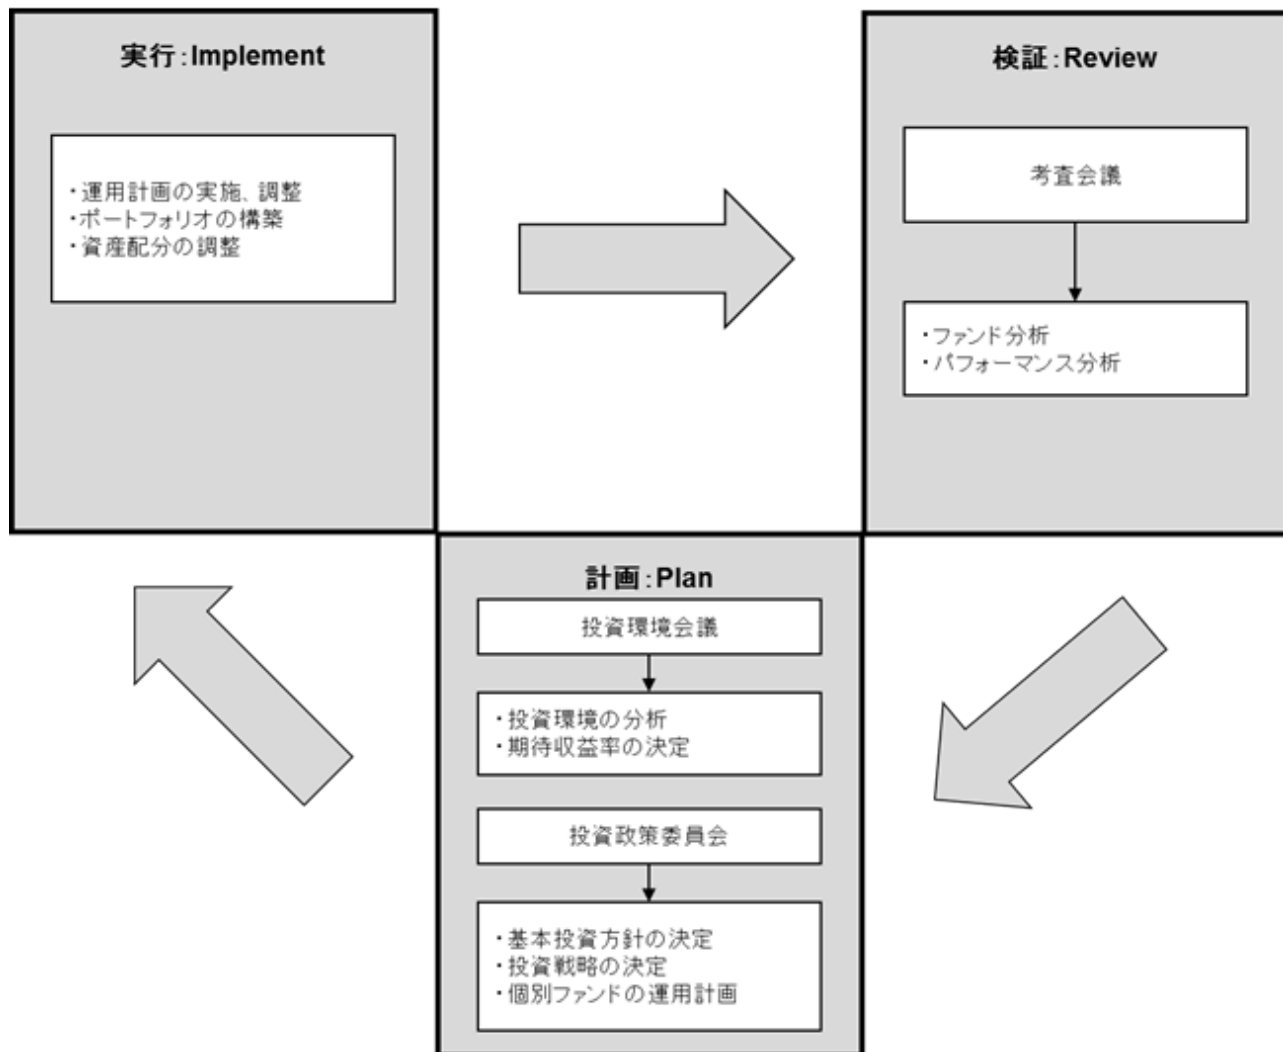 実行:Implement
・運用計画の実施、調整
・ポートフォリオの構築
・資産配分の調整
検証:Review
考査会議
・ファンド分析
・パフォーマンス分析
計画:Plan
投資環境会議
・投資環境の分析
・期待収益率の決定
投資政策委員会
・基本投資方針の決定
・投資戦略の決定
・個別ファンドの運用計画